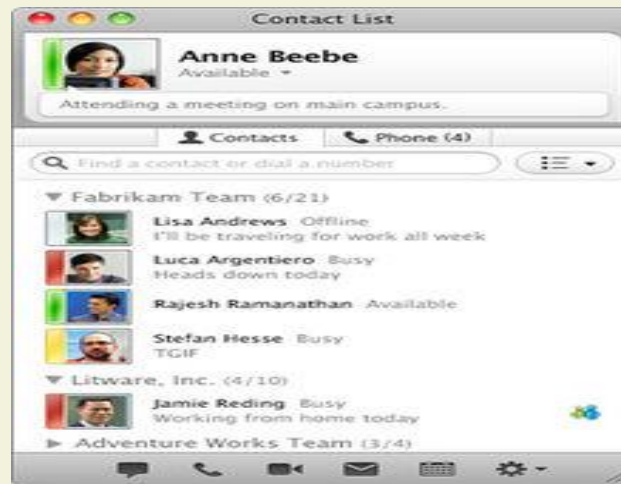 Contact List
Anne Beebe
Available
Attending a meeting on main campus.
Contacts
Phone (4)
Find a contact or dial a number
Fabrikam Team (6/21)
Lisa Andrews Offline
I'll be traveling for work all week
Luca Argentiero Busy
Heads down today
Rajesh Ramanathan Available
Stefan Hesse Busy
TGIF
Litware, Inc. (4/10)
Jamie Reding Busy
Working from home today
Adventure Works Team (3/4)